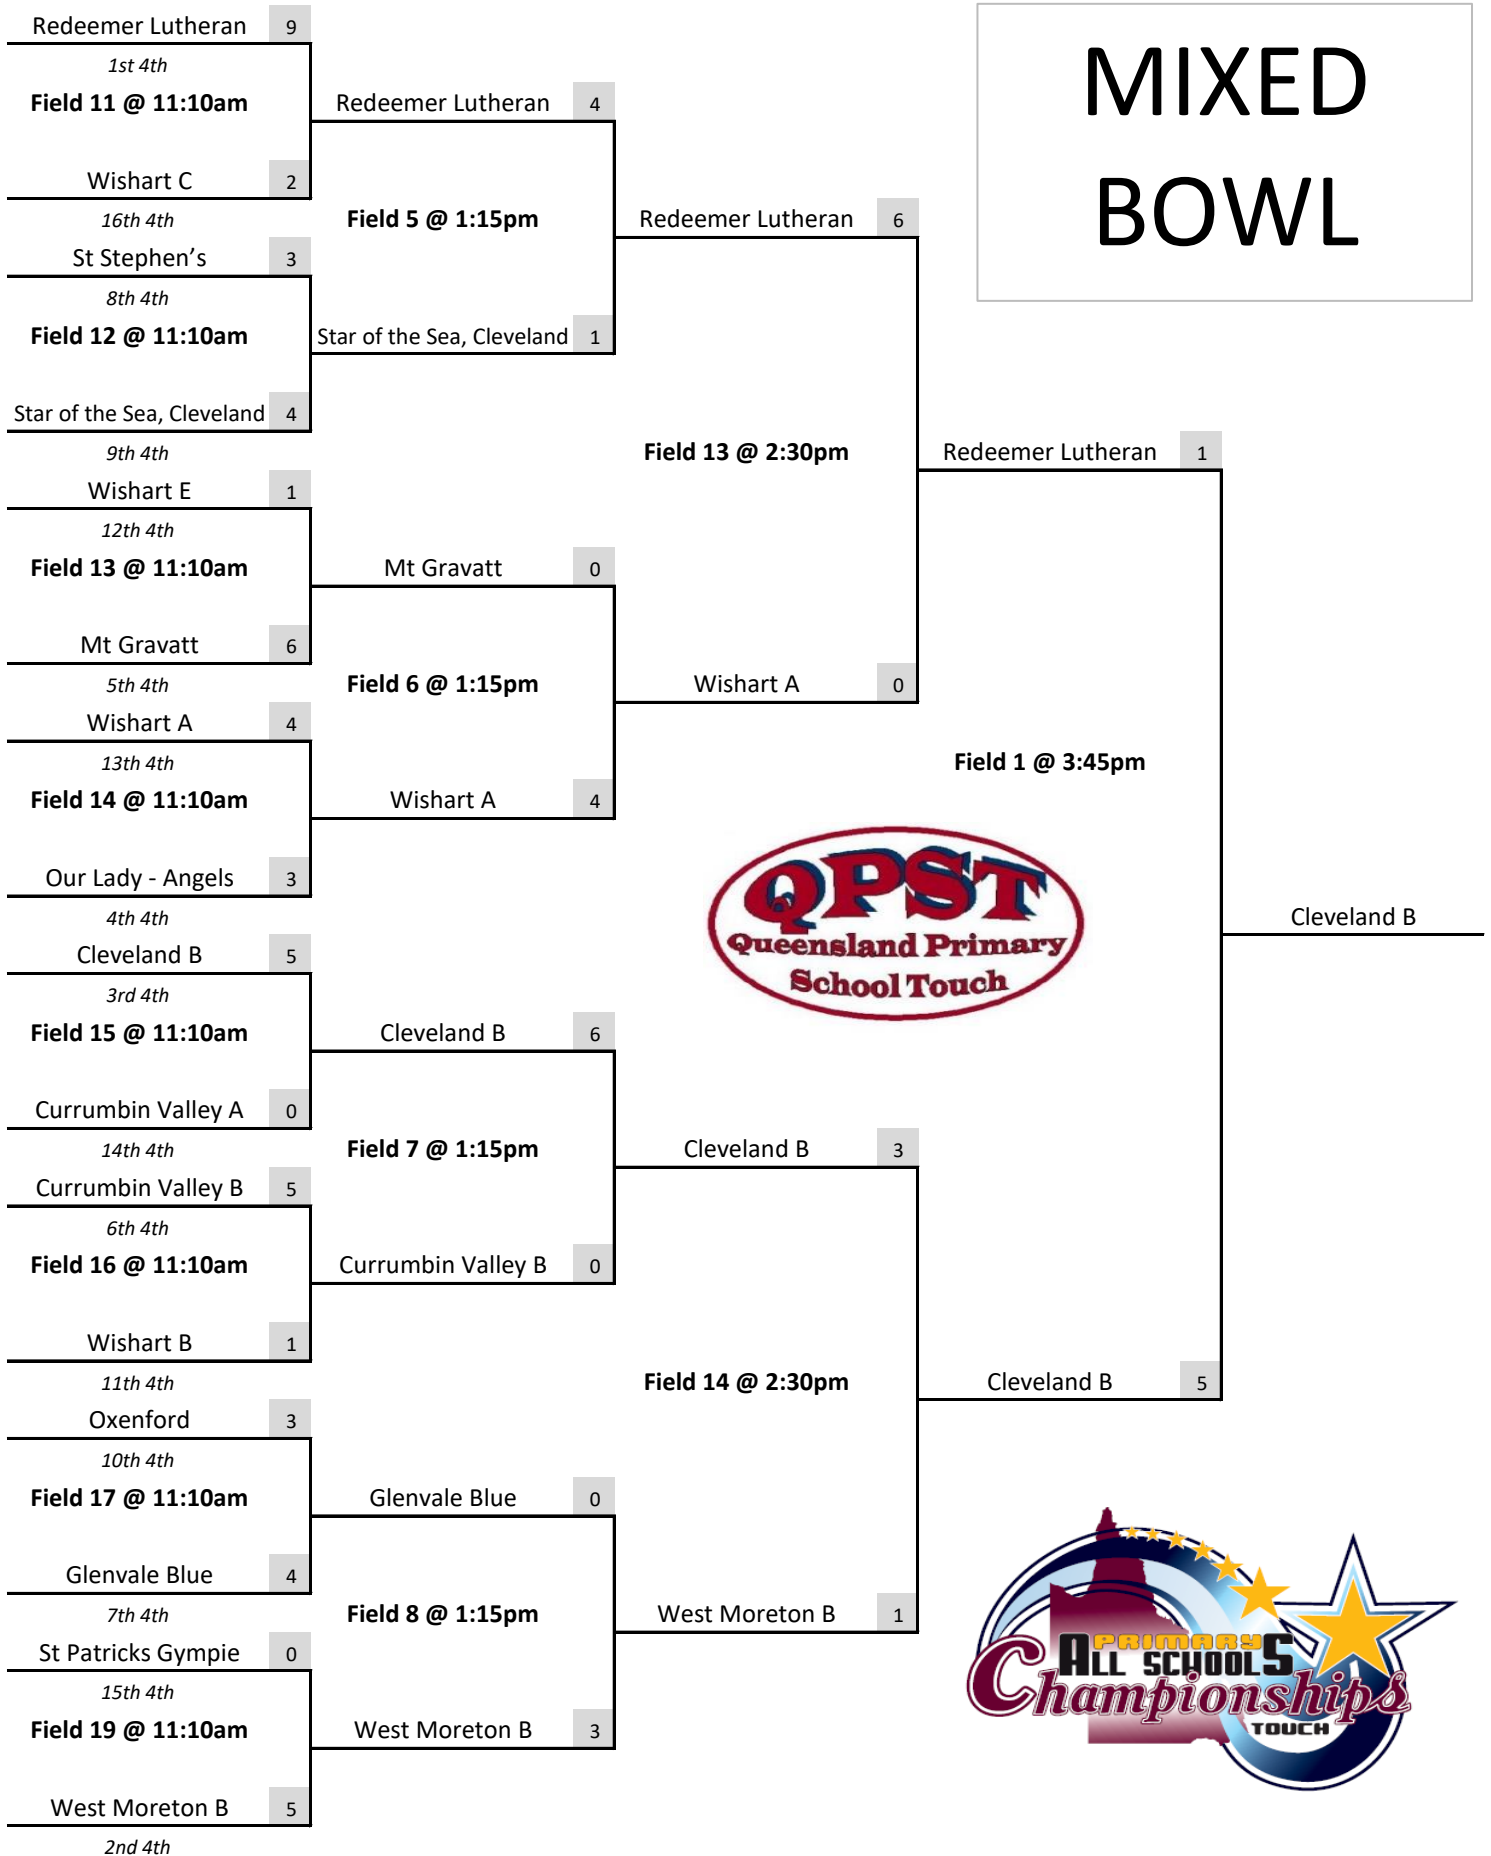 MIXED
BOWL
Redeemer Lutheran 9
1st 4th
Field 11 @ 11:10am
Wishart C 2
16th 4th
St Stephen’s 3
8th 4th
Field 12 @ 11:10am
Star of the Sea, Cleveland 4
9th 4th
Wishart E 1
12th 4th
Field 13 @ 11:10am
Mt Gravatt 6
5th 4th
Wishart A 4
13th 4th
Field 14 @ 11:10am
Our Lady - Angels 3
4th 4th
Cleveland B 5
3rd 4th
Field 15 @ 11:10am
Currumbin Valley A 0
14th 4th
Currumbin Valley B 5
6th 4th
Field 16 @ 11:10am
Wishart B 1
11th 4th
Oxenford 3
10th 4th
Field 17 @ 11:10am
Glenvale Blue 4
7th 4th
St Patricks Gympie 0
15th 4th
Field 19 @ 11:10am
West Moreton B 5
2nd 4th
Redeemer Lutheran 4
Field 5 @ 1:15pm
Star of the Sea, Cleveland 1
Mt Gravatt 0
Field 6 @ 1:15pm
Wishart A 4
Cleveland B 6
Field 7 @ 1:15pm
Currumbin Valley B 0
Glenvale Blue 0
Field 8 @ 1:15pm
West Moreton B 3
Redeemer Lutheran 6
Field 13 @ 2:30pm
Wishart A 0
Cleveland B 3
Field 14 @ 2:30pm
West Moreton B 1
Redeemer Lutheran 1
Field 1 @ 3:45pm
Cleveland B 5
Cleveland B
QPST
Queensland Primary
School Touch
PRIMARY
ALL SCHOOLS
Championships
TOUCH